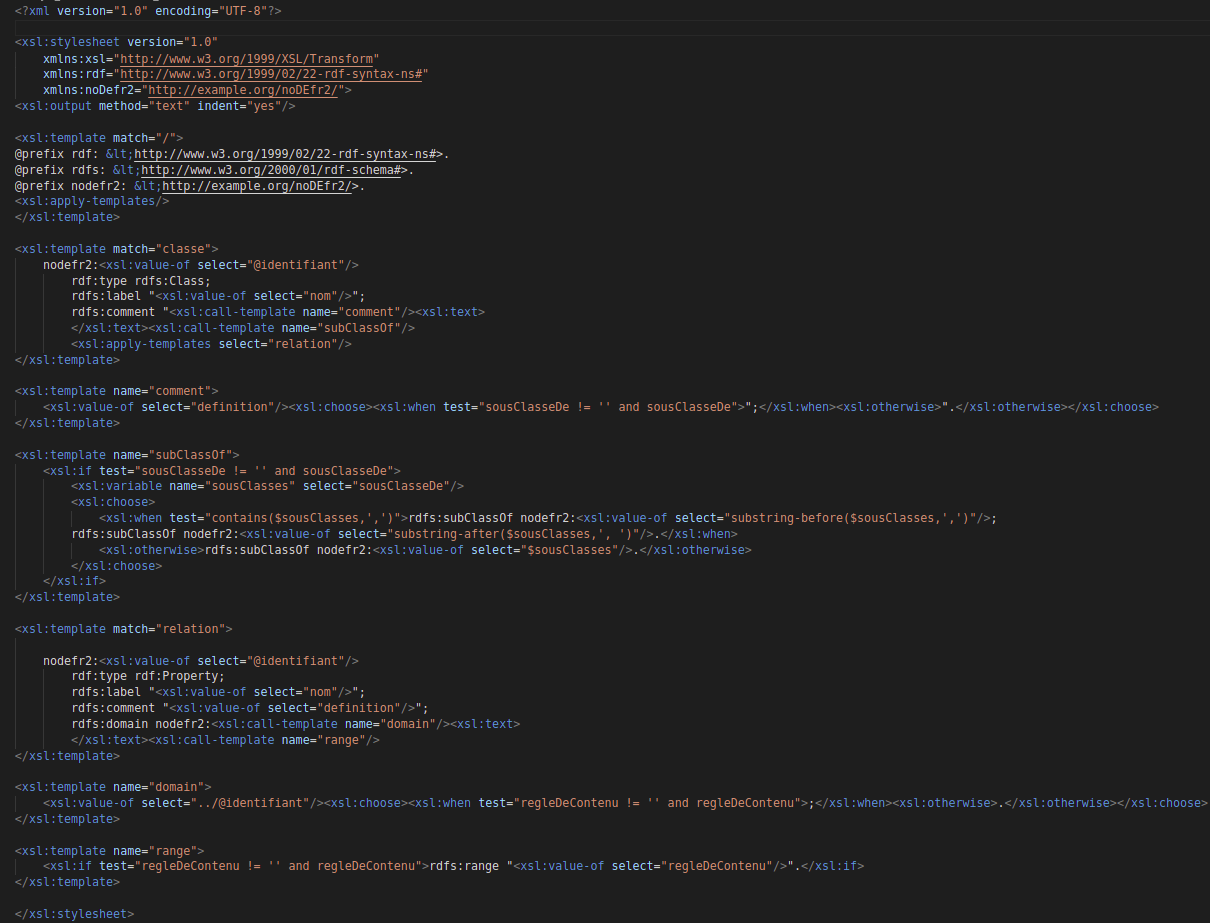 <?xml version="1.0" encoding="UTF-8"?>
<xsl:stylesheet version="1.0"
    xmlns:xsl="http://www.w3.org/1999/XSL/Transform"
    xmlns:rdf="http://www.w3.org/1999/02/22-rdf-syntax-ns#"
    xmlns:noDefr2="http://example.org/noDEfr2/">
<xsl:output method="text" indent="yes"/>
<xsl:template match="/">
@prefix rdf: &lt;http://www.w3.org/1999/02/22-rdf-syntax-ns#>.
@prefix rdfs: &lt;http://www.w3.org/2000/01/rdf-schema#>.
@prefix nodefr2: &lt;http://example.org/noDEfr2/>.
<xsl:apply-templates/>
</xsl:template>
<xsl:template match="classe">
    nodefr2:<xsl:value-of select="@identifiant"/>
        rdf:type rdfs:Class;
        rdfs:label "<xsl:value-of select="nom"/>";
        rdfs:comment "<xsl:call-template name="comment"/><xsl:text>
        </xsl:text><xsl:call-template name="subClassOf"/>
        <xsl:apply-templates select="relation"/>
</xsl:template>
<xsl:template name="comment">
    <xsl:value-of select="definition"/><xsl:choose><xsl:when test="sousClasseDe != '' and sousClasseDe">";</xsl:when><xsl:otherwise>".</xsl:otherwise></xsl:choose>
</xsl:template>
<xsl:template name="subClassOf">
    <xsl:if test="sousClasseDe != '' and sousClasseDe">
        <xsl:variable name="sousClasses" select="sousClasseDe"/>
        <xsl:choose>
            <xsl:when test="contains($sousClasses,',')">rdfs:subClassOf nodefr2:<xsl:value-of select="substring-before($sousClasses,',')"/>;
        rdfs:subClassOf nodefr2:<xsl:value-of select="substring-after($sousClasses,', ')"/>.</xsl:when>
            <xsl:otherwise>rdfs:subClassOf nodefr2:<xsl:value-of select="$sousClasses"/>.</xsl:otherwise>
        </xsl:choose>
    </xsl:if>
</xsl:template>
<xsl:template match="relation">
    nodefr2:<xsl:value-of select="@identifiant"/>
        rdf:type rdf:Property;
        rdfs:label "<xsl:value-of select="nom"/>";
        rdfs:comment "<xsl:value-of select="definition"/>";
        rdfs:domain nodefr2:<xsl:call-template name="domain"/><xsl:text>
        </xsl:text><xsl:call-template name="range"/>
</xsl:template>
<xsl:template name="domain">
    <xsl:value-of select="../@identifiant"/><xsl:choose><xsl:when test="regleDeContenu != '' and regleDeContenu">;</xsl:when><xsl:otherwise>.</xsl:otherwise></xsl:choose>
</xsl:template>
<xsl:template name="range">
    <xsl:if test="regleDeContenu != '' and regleDeContenu">rdfs:range "<xsl:value-of select="regleDeContenu"/>".</xsl:if>
</xsl:template>
</xsl:stylesheet>